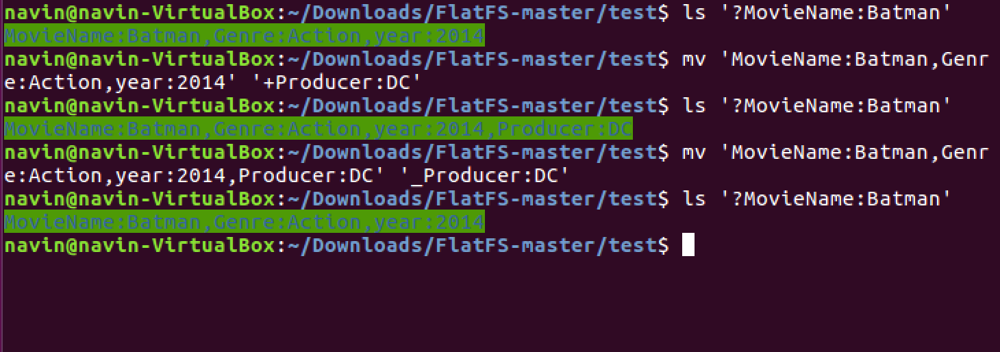 navin@navin-VirtualBox:~/Downloads/FlatFS-master/test$ ls '?MovieName:Batman'
MovieName:Batman,Genre:Action,year:2014
navin@navin-VirtualBox:~/Downloads/FlatFS-master/test$ mv 'MovieName:Batman,Genr
e:Action,year:2014' '+Producer:DC'
navin@navin-VirtualBox:~/Downloads/FlatFS-master/test$ ls '?MovieName:Batman'
MovieName:Batman,Genre:Action,year:2014,Producer:DC
navin@navin-VirtualBox:~/Downloads/FlatFS-master/test$ mv 'MovieName:Batman,Genr
e:Action,year:2014,Producer:DC' '_Producer:DC'
navin@navin-VirtualBox:~/Downloads/FlatFS-master/test$ ls '?MovieName:Batman'
MovieName:Batman,Genre:Action,year:2014
navin@navin-VirtualBox:~/Downloads/FlatFS-master/test$